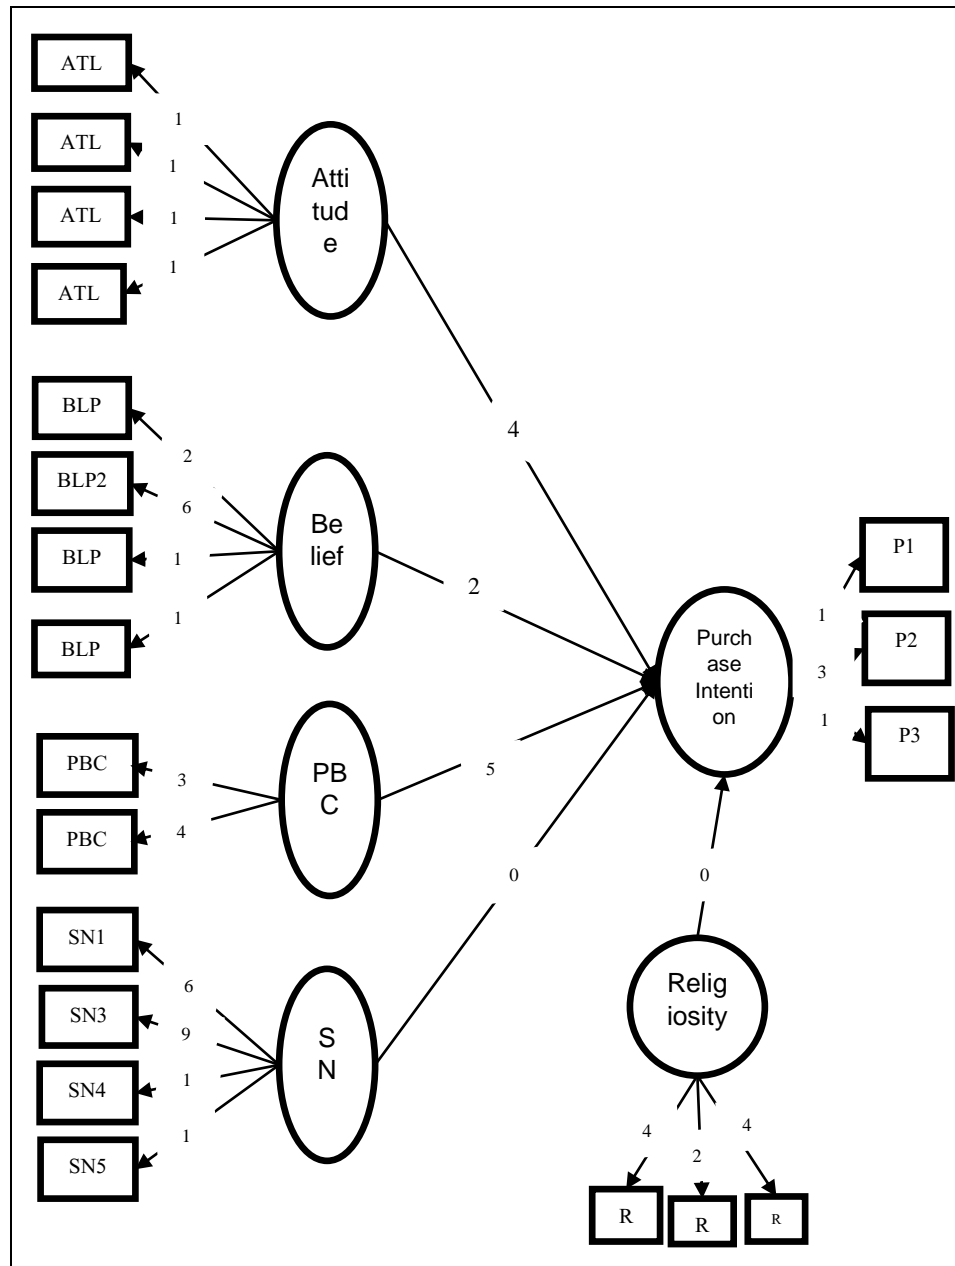 ATL
1
ATL
1
ATL
1
ATL
1
Atti
tud
e
4
BLP
2
BLP2
6
BLP
1
BLP
1
Be
lief
2
PBC
3
PBC
4
PB
C
5
SN1
6
SN3
9
SN4
1
SN5
1
S
N
0
Purch
ase
Intenti
on
1
P1
3
P2
1
P3
0
Relig
iosity
4
2
4
R
R
R